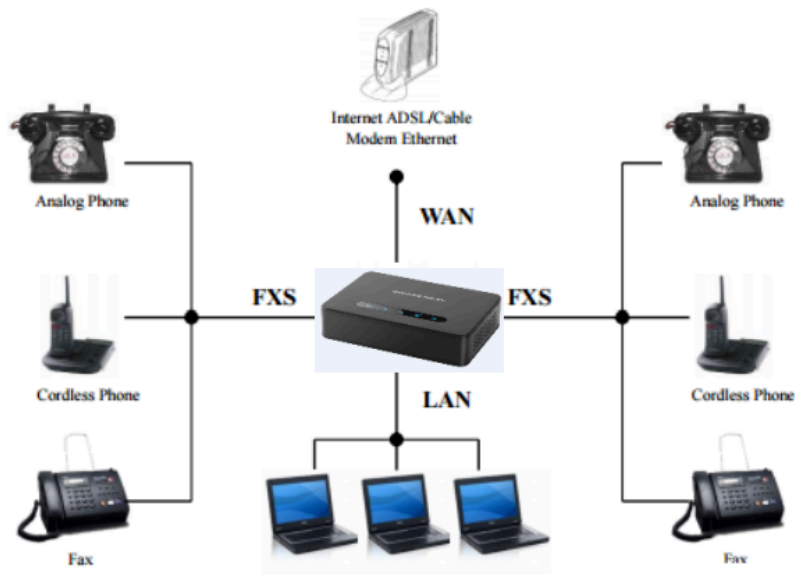 Internet ADSL/Cable
Modem Ethernet
Analog Phone
Analog Phone
WAN
FXS
FXS
Cordless Phone
Cordless Phone
LAN
Fax
Fax